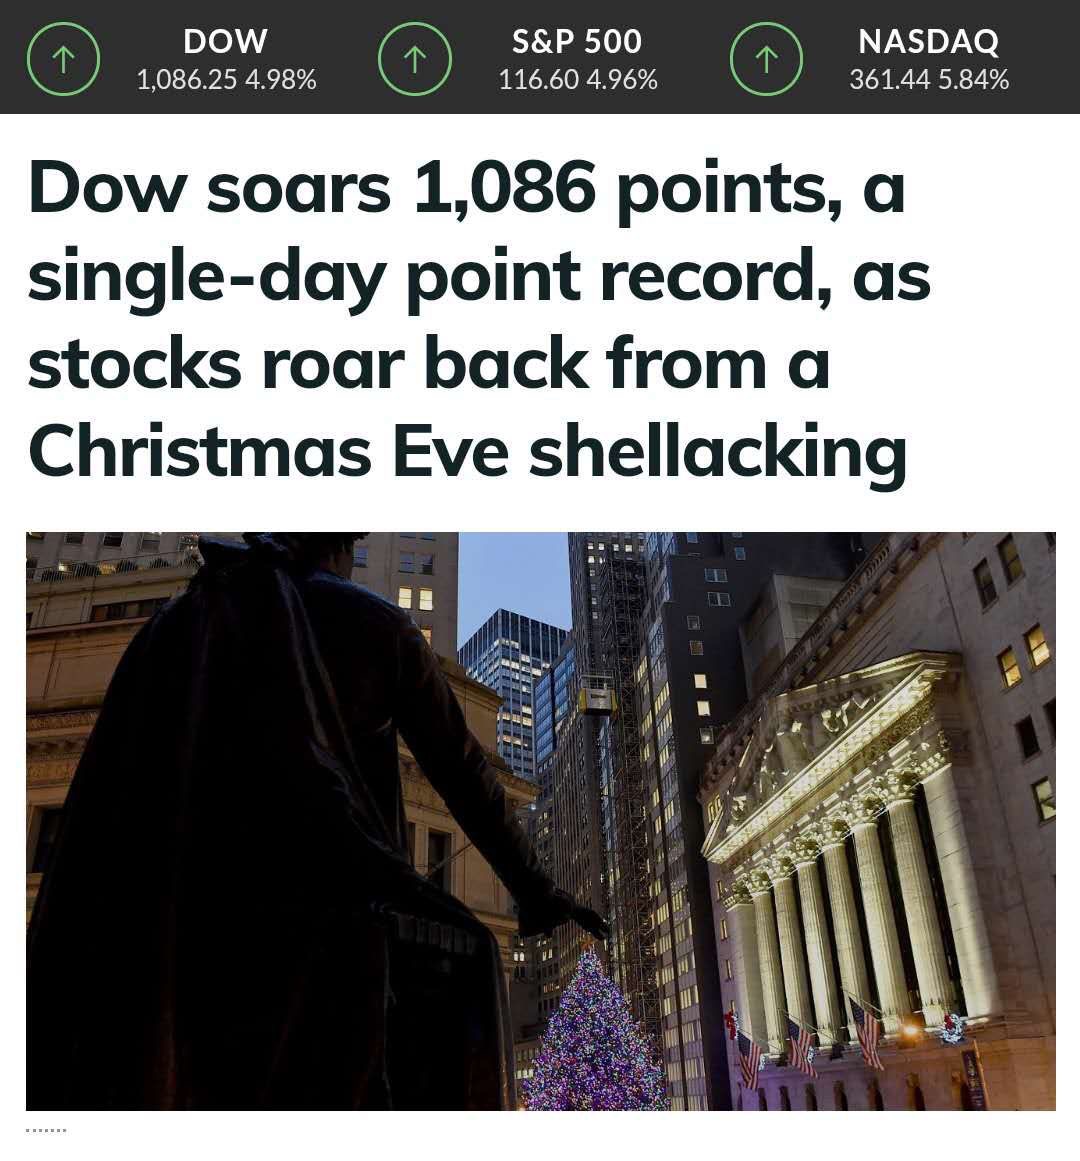 DOW
1,086.25 4.98%
S&P 500
116.60 4.96%
NASDAQ
361.44 5.84%
Dow soars 1,086 points, a
single-day point record, as
stocks roar back from a
Christmas Eve shellacking